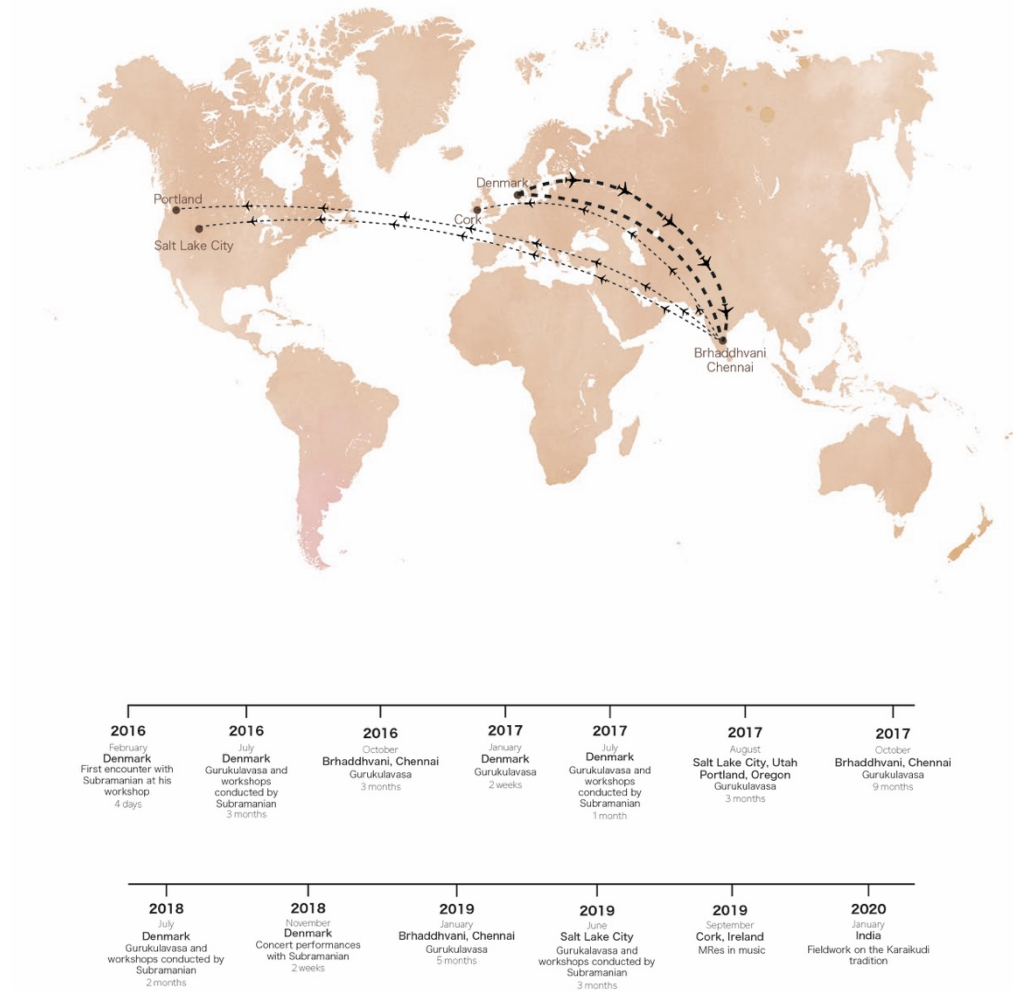 Portland
Salt Lake City
Denmark
Cork
Brhaddhvani
Chennai
2016
February
Denmark
First encounter with
Subramanian at his
workshop
4 days
2016
July
Denmark
Gurukulavasa and
workshops
conducted by
Subramanian
3 months
2016
October
Brhaddhvani, Chennai
Gurukulavasa
3 months
2017
January
Denmark
Gurukulavasa
2 weeks
2017
July
Denmark
Gurukulavasa and
workshops
conducted by
Subramanian
1 month
2017
August
Salt Lake City, Utah
Portland, Oregon
Gurukulavasa
3 months
2017
October
Brhaddhvani, Chennai
Gurukulavasa
9 months
2018
July
Denmark
Gurukulavasa and
workshops conducted by
Subramanian
2 months
2018
November
Denmark
Concert performances
with Subramanian
2 weeks
2019
January
Brhaddhvani, Chennai
Gurukulavasa
5 months
2019
June
Salt Lake City
Gurukulavasa and
workshops conducted by
Subramanian
3 months
2019
September
Cork, Ireland
MRes in music
2020
January
India
Fieldwork on the Karaikudi
tradition